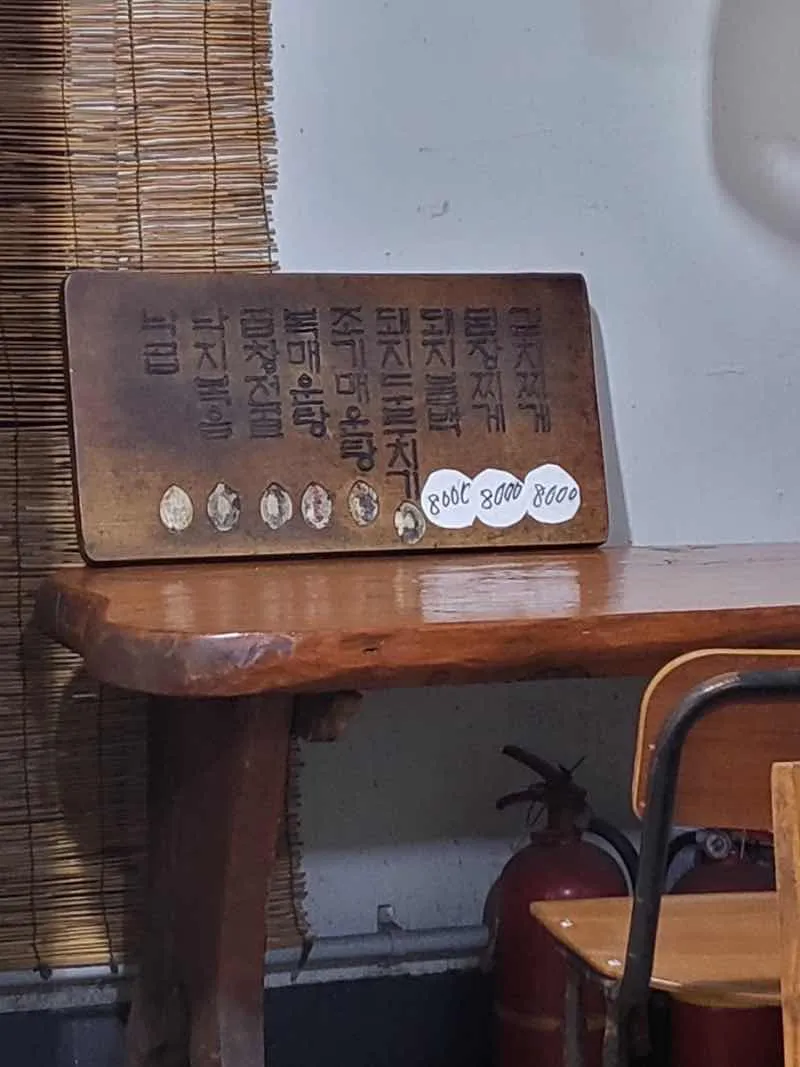 김치찌게
된장찌게
돼지불백
돼지두루치기
조기매운탕
복매운탕
곱창전골
낙지볶음
낙곱
8000
8000
8000